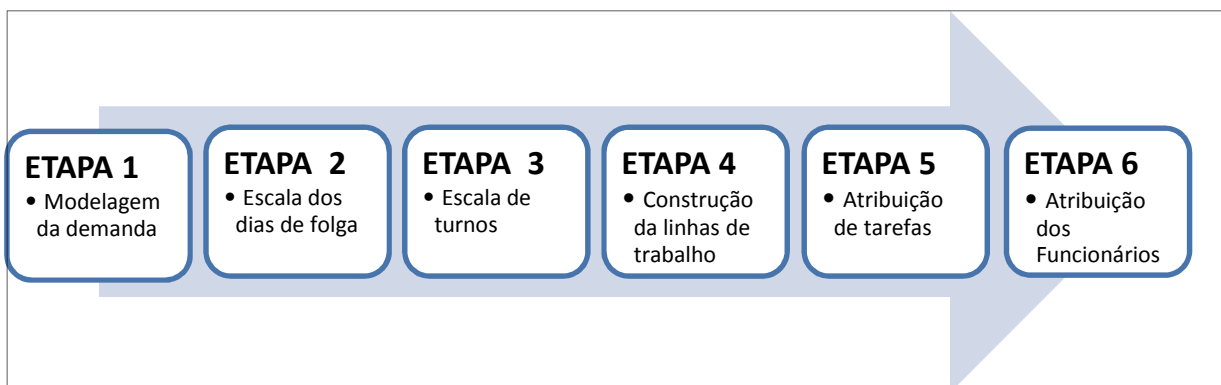 ETAPA 1
• Modelagem
da demanda
ETAPA 2
• Escala dos
dias de folga
ETAPA 3
• Escala de
turnos
ETAPA 4
• Construção
da linhas de
trabalho
ETAPA 5
• Atribuição
de tarefas
ETAPA 6
• Atribuição
dos
Funcionários